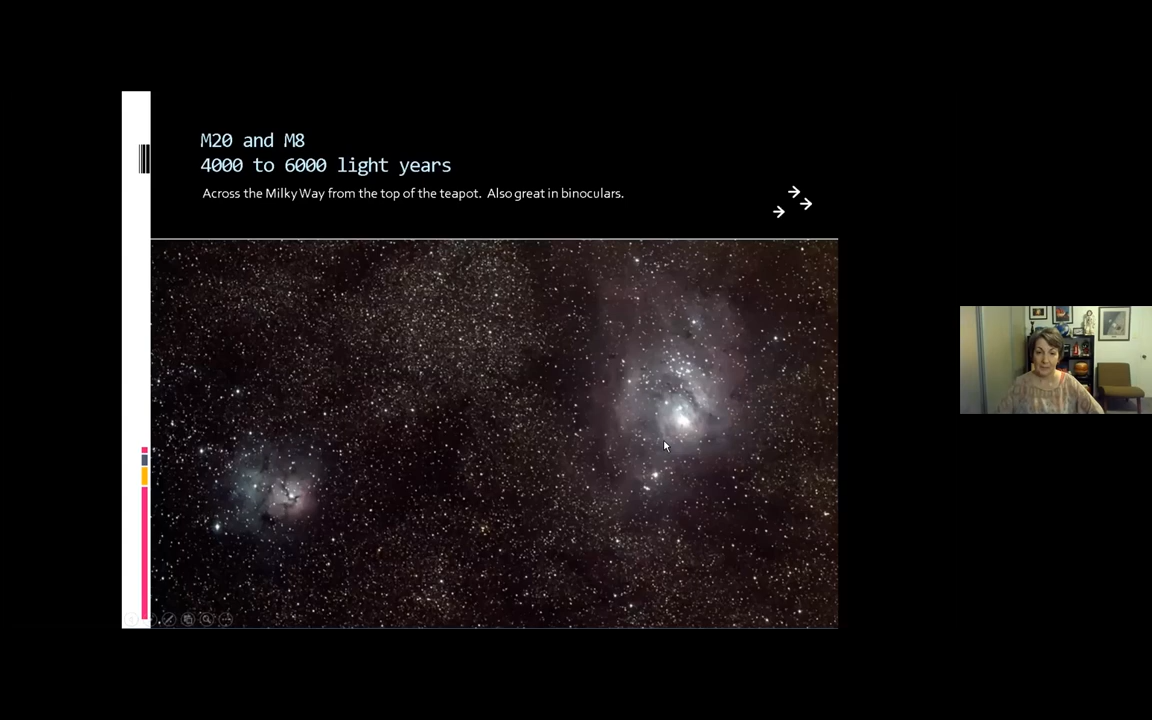 M20 and M8
4000 to 6000 light years
Across the Milky Way from the top of the teapot. Also great in binoculars.